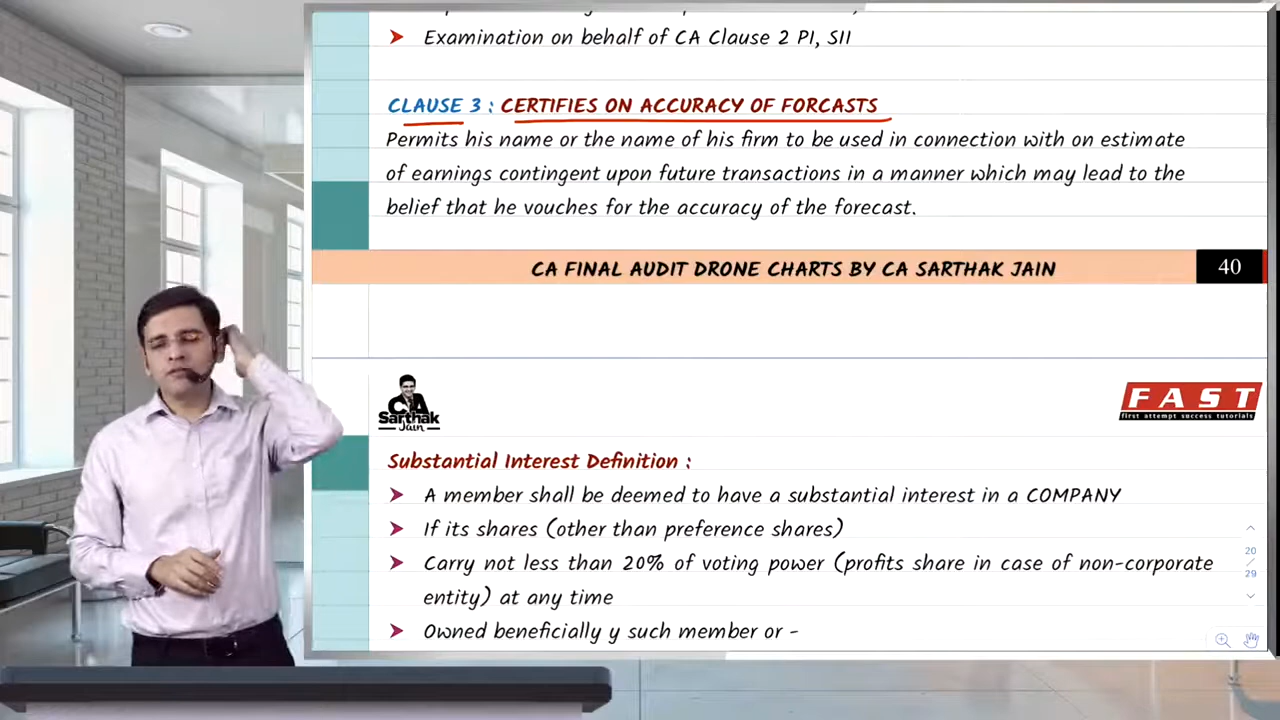 Examination on behalf of CA Clause 2 PI, SII
CLAUSE 3 : CERTIFIES ON ACCURACY OF FORCASTS
Permits his name or the name of his firm to be used in connection with on estimate
of earnings contingent upon future transactions in a manner which may lead to the
belief that he vouches for the accuracy of the forecast.
CA FINAL AUDIT DRONE CHARTS BY CA SARTHAK JAIN
40
CA
Sarthak
Jain
FAST
first attempt success tutorials
Substantial Interest Definition :
A member shall be deemed to have a substantial interest in a COMPANY
If its shares (other than preference shares)
Carry not less than 20% of voting power (profits share in case of non-corporate
entity) at any time
Owned beneficially y such member or -
20
/
29